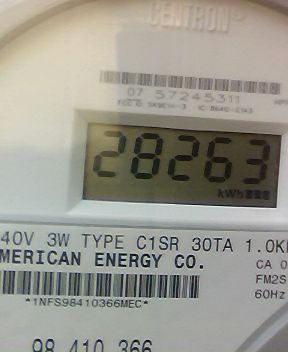 CENTRON®
07 57245311
28263
kWh
40V 3W TYPE C1SR 30TA 1.0K
MERICAN ENERGY CO.
CA 0
FM2S
60Hz
*1NFS98410366MEC*
98 410 366